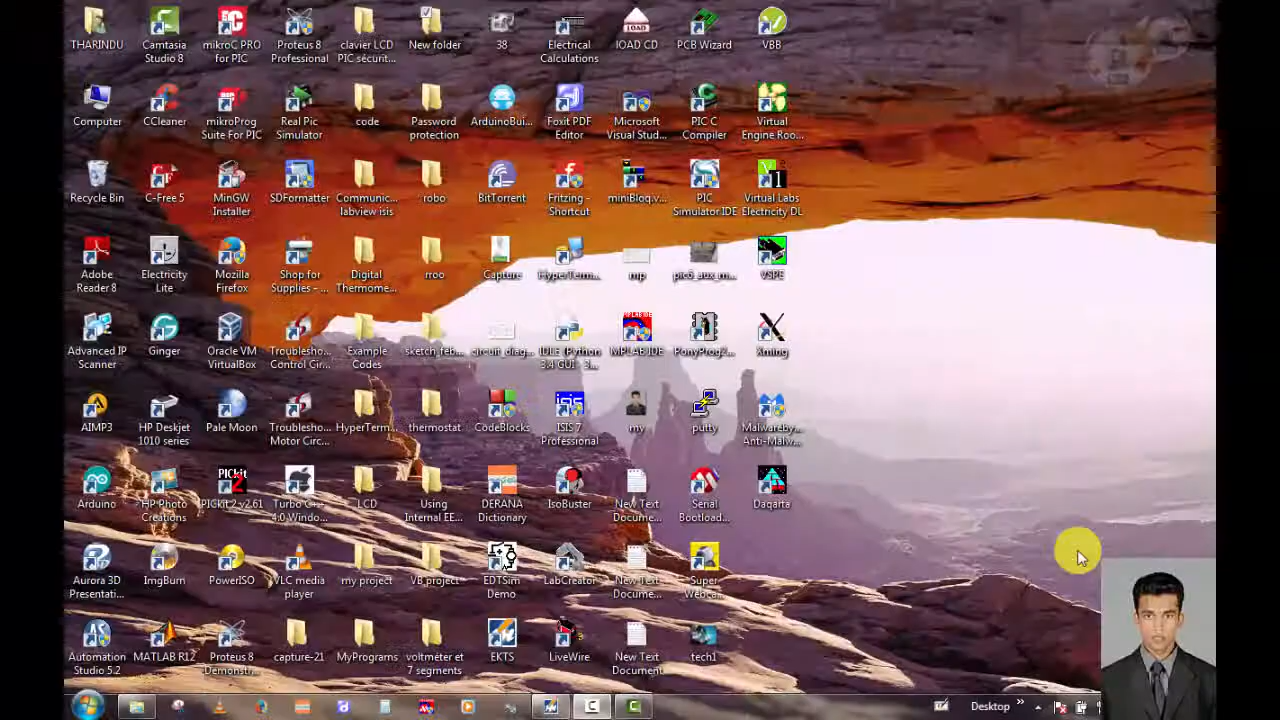 THARINDU
Camtasia
Studio 8
mikroC PRO
for PIC
Proteus 8
Professional
clavier LCD
PIC sécurit...
New folder
38
Electrical
Calculations
lOAD CD
PCB Wizard
VBB
Computer
CCleaner
mikroProg
Suite For PIC
Real Pic
Simulator
code
Password
protection
ArduinoBui...
Foxit PDF
Editor
Microsoft
Visual Stud...
PIC C
Compiler
Virtual
Engine Roo...
Recycle Bin
C-Free 5
MinGW
Installer
SDFormatter
Communic...
labview isis
robo
BitTorrent
Fritzing -
Shortcut
miniBloq.v...
PIC
Simulator IDE
Virtual Labs
Electricity DL
Adobe
Reader 8
Electricity
Lite
Mozilla
Firefox
Shop for
Supplies - ...
Digital
Thermome...
rroo
Capture
HyperTerm...
mp
pic5_aux_m...
VSPE
Advanced IP
Scanner
Ginger
Oracle VM
VirtualBox
Troublesho...
Control Cir...
Example
Codes
sketch_feb...
circuit_diag...
IDLE (Python
3.4 GUI - 3...
MPLAB IDE
PonyProg2...
Xming
AIMP3
HP Deskjet
1010 series
Pale Moon
Troublesho...
Motor Circ...
HyperTerm...
thermostat
CodeBlocks
ISIS 7
Professional
my
putty
Malwareby...
Anti-Malw...
Arduino
HP Photo
Creations
PICkit 2 v2.61
Turbo C++
4.0 Windo...
LCD
Using
Internal EE...
DERANA
Dictionary
IsoBuster
New Text
Docume...
Serial
Bootload...
Daqarta
Aurora 3D
Presentati...
ImgBurn
PowerISO
VLC media
player
my project
VB project
EDTSim
Demo
LabCreator
New Text
Docume...
Super
Webca...
Automation
Studio 5.2
MATLAB R12
Proteus 8
Demonstr...
capture-21
MyPrograms
voltméter et
7 segments
EKTS
LiveWire
New Text
Document
tech1
Desktop